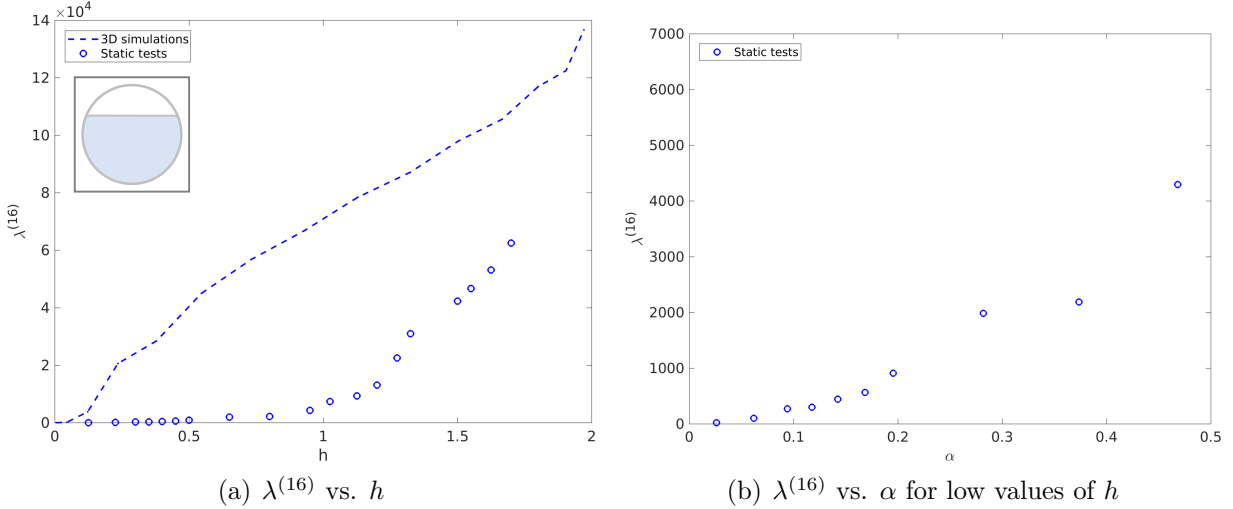 ×10⁴
14
12
10
8
6
4
2
0
λ⁽¹⁶⁾
3D simulations
Static tests
0 0.5 1 1.5 2
h
(a) λ⁽¹⁶⁾ vs. h
7000
6000
5000
4000
3000
2000
1000
0
λ⁽¹⁶⁾
Static tests
0 0.1 0.2 0.3 0.4 0.5
α
(b) λ⁽¹⁶⁾ vs. α for low values of h